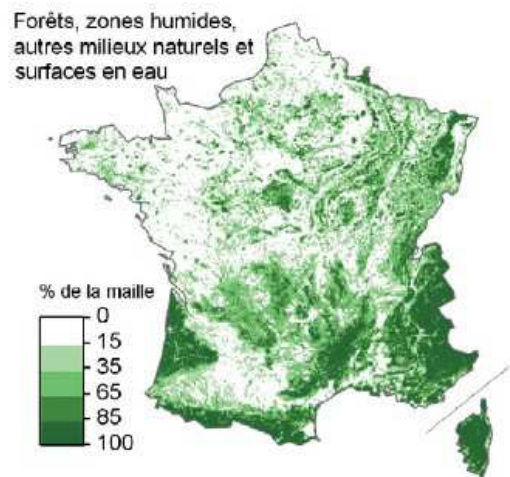 Forêts, zones humides,
autres milieux naturels et
surfaces en eau
% de la maille
0
15
35
65
85
100